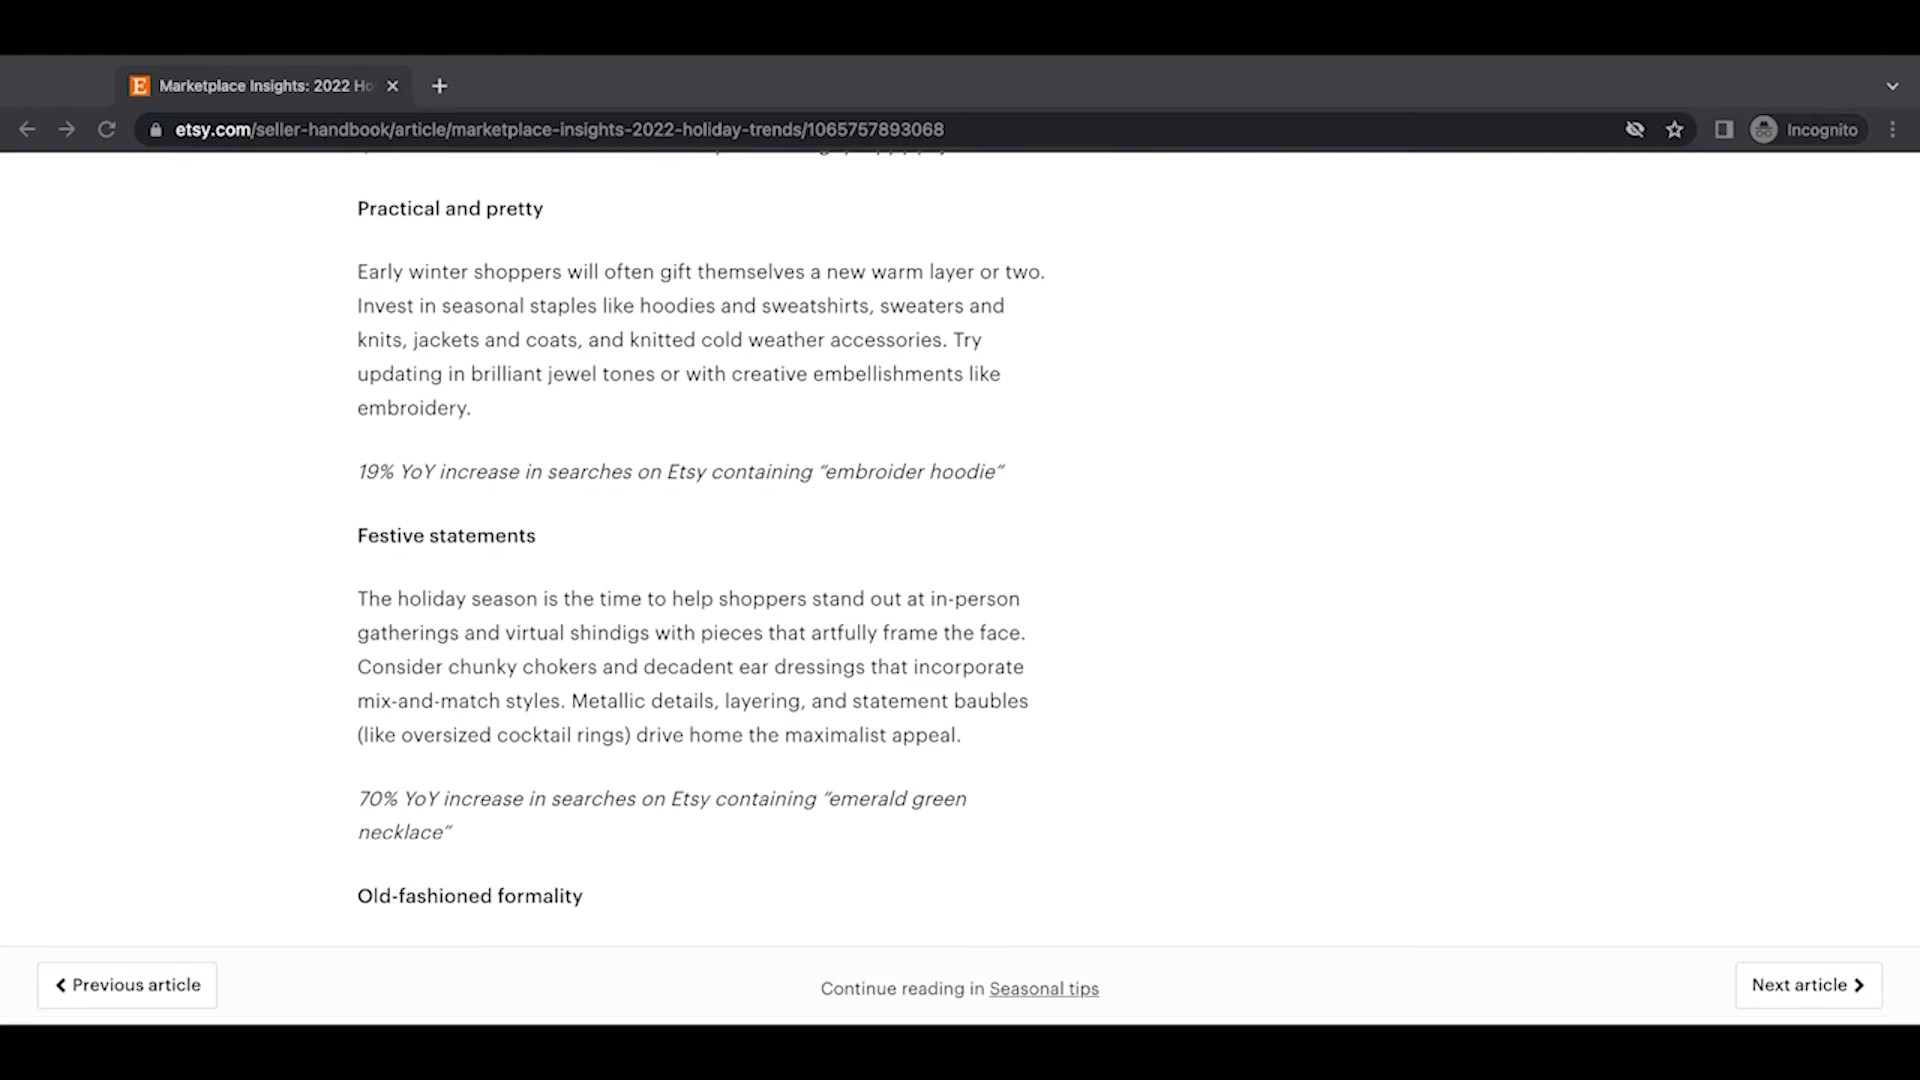 Marketplace Insights: 2022 Ho
etsy.com/seller-handbook/article/marketplace-insights-2022-holiday-trends/1065757893068
Incognito
Practical and pretty
Early winter shoppers will often gift themselves a new warm layer or two.
Invest in seasonal staples like hoodies and sweatshirts, sweaters and
knits, jackets and coats, and knitted cold weather accessories. Try
updating in brilliant jewel tones or with creative embellishments like
embroidery.
19% YoY increase in searches on Etsy containing “embroider hoodie”
Festive statements
The holiday season is the time to help shoppers stand out at in-person
gatherings and virtual shindigs with pieces that artfully frame the face.
Consider chunky chokers and decadent ear dressings that incorporate
mix-and-match styles. Metallic details, layering, and statement baubles
(like oversized cocktail rings) drive home the maximalist appeal.
70% YoY increase in searches on Etsy containing “emerald green
necklace”
Old-fashioned formality
Previous article
Continue reading in Seasonal tips
Next article